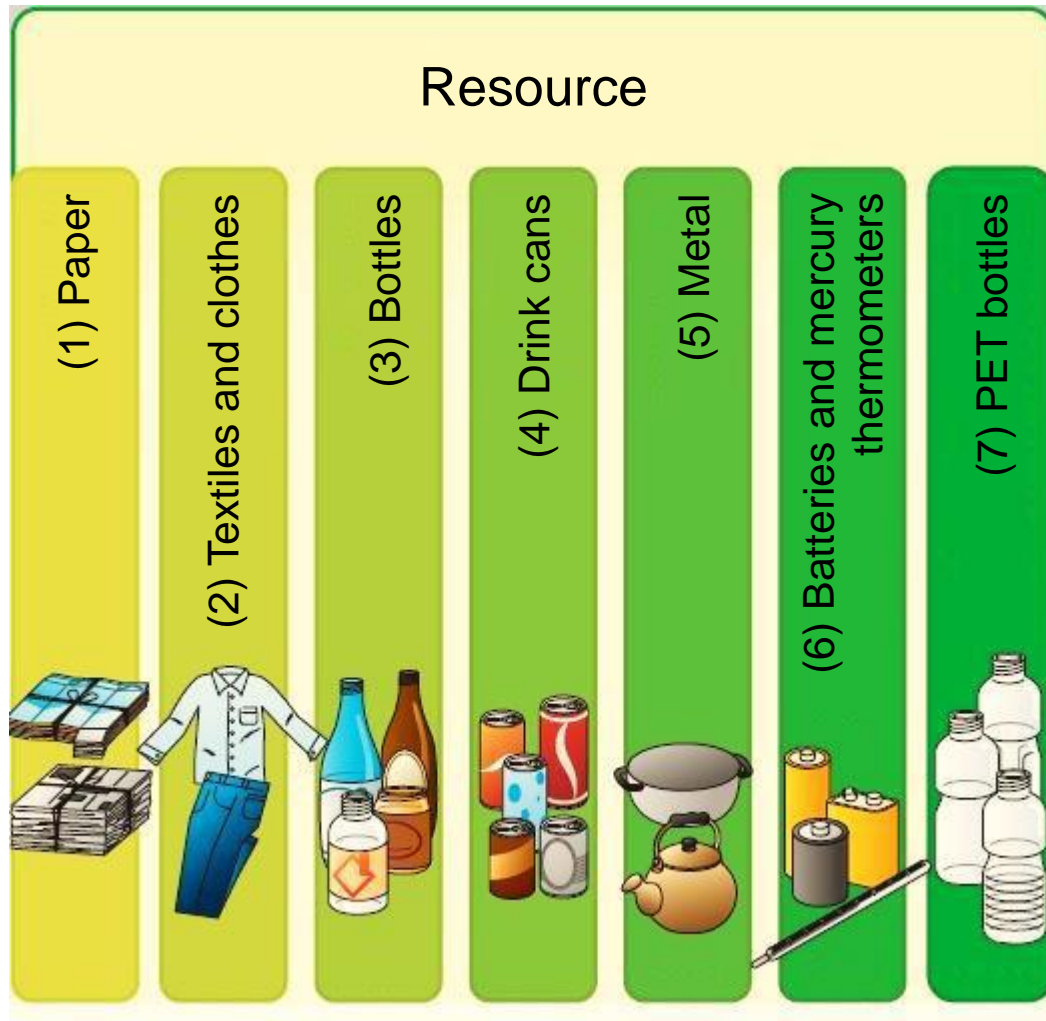 Resource
(1) Paper
(2) Textiles and clothes
(3) Bottles
(4) Drink cans
(5) Metal
(6) Batteries and mercury
thermometers
(7) PET bottles